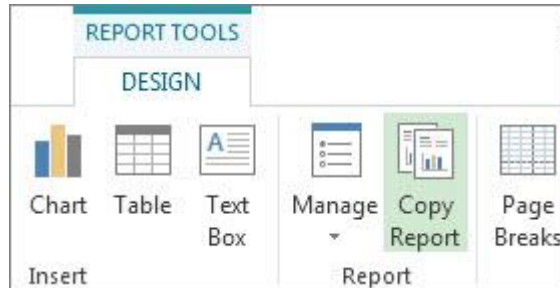 REPORT TOOLS
DESIGN
Chart Table Text Box Manage Copy Report Page Breaks
Insert Report